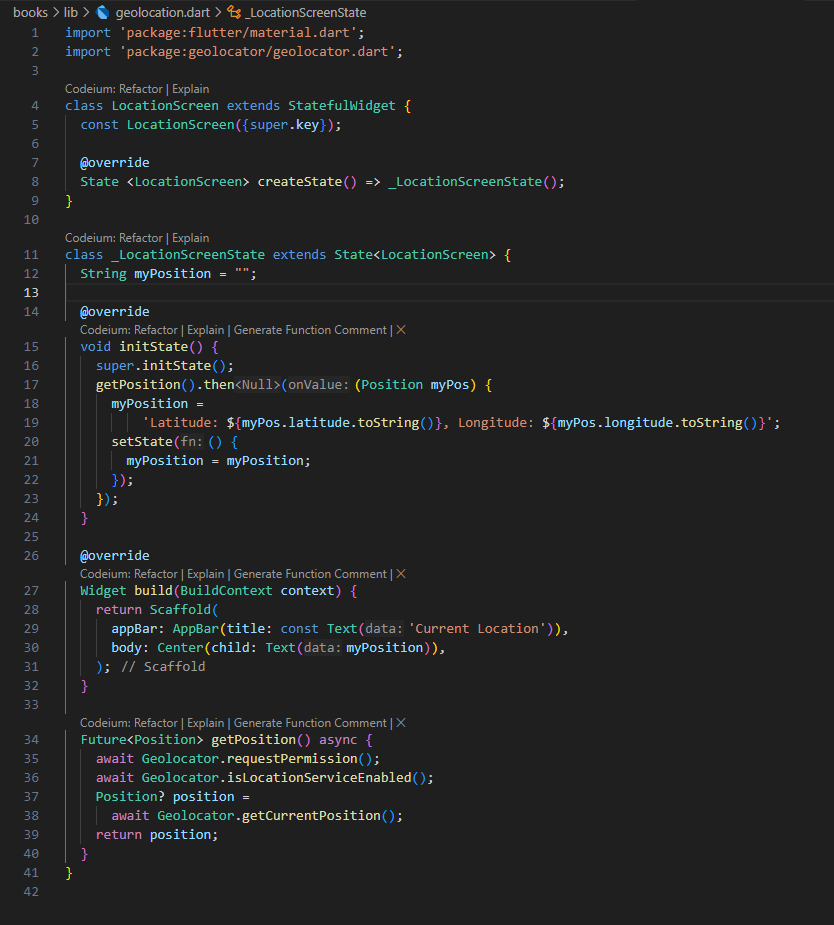 books > lib > geolocation.dart > _LocationScreenState
1 import 'package:flutter/material.dart';
2 import 'package:geolocator/geolocator.dart';
3
Codeium: Refactor | Explain
4 class LocationScreen extends StatefulWidget {
5   const LocationScreen({super.key});
6
7   @override
8   State <LocationScreen> createState() => _LocationScreenState();
9 }
10
Codeium: Refactor | Explain
11 class _LocationScreenState extends State<LocationScreen> {
12   String myPosition = "";
13
14   @override
Codeium: Refactor | Explain | Generate Function Comment | ×
15   void initState() {
16     super.initState();
17     getPosition().then<Null>(onValue: (Position myPos) {
18       myPosition =
19           'Latitude: ${myPos.latitude.toString()}, Longitude: ${myPos.longitude.toString()}';
20       setState(fn: () {
21         myPosition = myPosition;
22       });
23     });
24   }
25
26   @override
Codeium: Refactor | Explain | Generate Function Comment | ×
27   Widget build(BuildContext context) {
28     return Scaffold(
29       appBar: AppBar(title: const Text(data: 'Current Location')),
30       body: Center(child: Text(data: myPosition)),
31     ); // Scaffold
32   }
33
Codeium: Refactor | Explain | Generate Function Comment | ×
34   Future<Position> getPosition() async {
35     await Geolocator.requestPermission();
36     await Geolocator.isLocationServiceEnabled();
37     Position? position =
38       await Geolocator.getCurrentPosition();
39     return position;
40   }
41 }
42